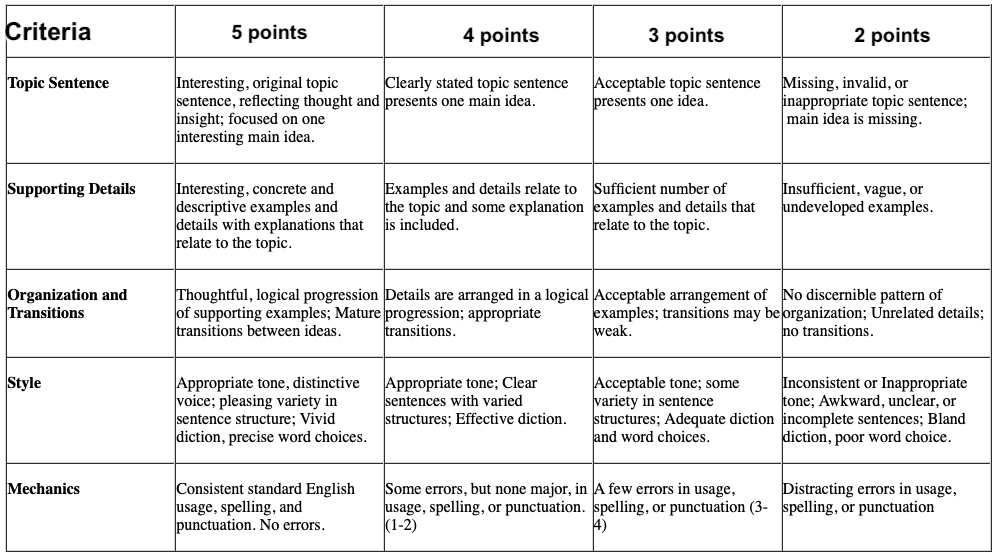 Criteria 5 points 4 points 3 points 2 points
Topic Sentence
Interesting, original topic
sentence, reflecting thought and
insight; focused on one
interesting main idea.
Clearly stated topic sentence
presents one main idea.
Acceptable topic sentence
presents one idea.
Missing, invalid, or
inappropriate topic sentence;
main idea is missing.
Supporting Details
Interesting, concrete and
descriptive examples and
details with explanations that
relate to the topic.
Examples and details relate to
the topic and some explanation
is included.
Sufficient number of
examples and details that
relate to the topic.
Insufficient, vague, or
undeveloped examples.
Organization and
Transitions
Thoughtful, logical progression
of supporting examples; Mature
transitions between ideas.
Details are arranged in a logical
progression; appropriate
transitions.
Acceptable arrangement of
examples; transitions may be
weak.
No discernible pattern of
organization; Unrelated details;
no transitions.
Style
Appropriate tone, distinctive
voice; pleasing variety in
sentence structure; Vivid
diction, precise word choices.
Appropriate tone; Clear
sentences with varied
structures; Effective diction.
Acceptable tone; some
variety in sentence
structures; Adequate diction
and word choices.
Inconsistent or Inappropriate
tone; Awkward, unclear, or
incomplete sentences; Bland
diction, poor word choice.
Mechanics
Consistent standard English
usage, spelling, and
punctuation. No errors.
Some errors, but none major, in
usage, spelling, or punctuation.
(1-2)
A few errors in usage,
spelling, or punctuation (3-
4)
Distracting errors in usage,
spelling, or punctuation